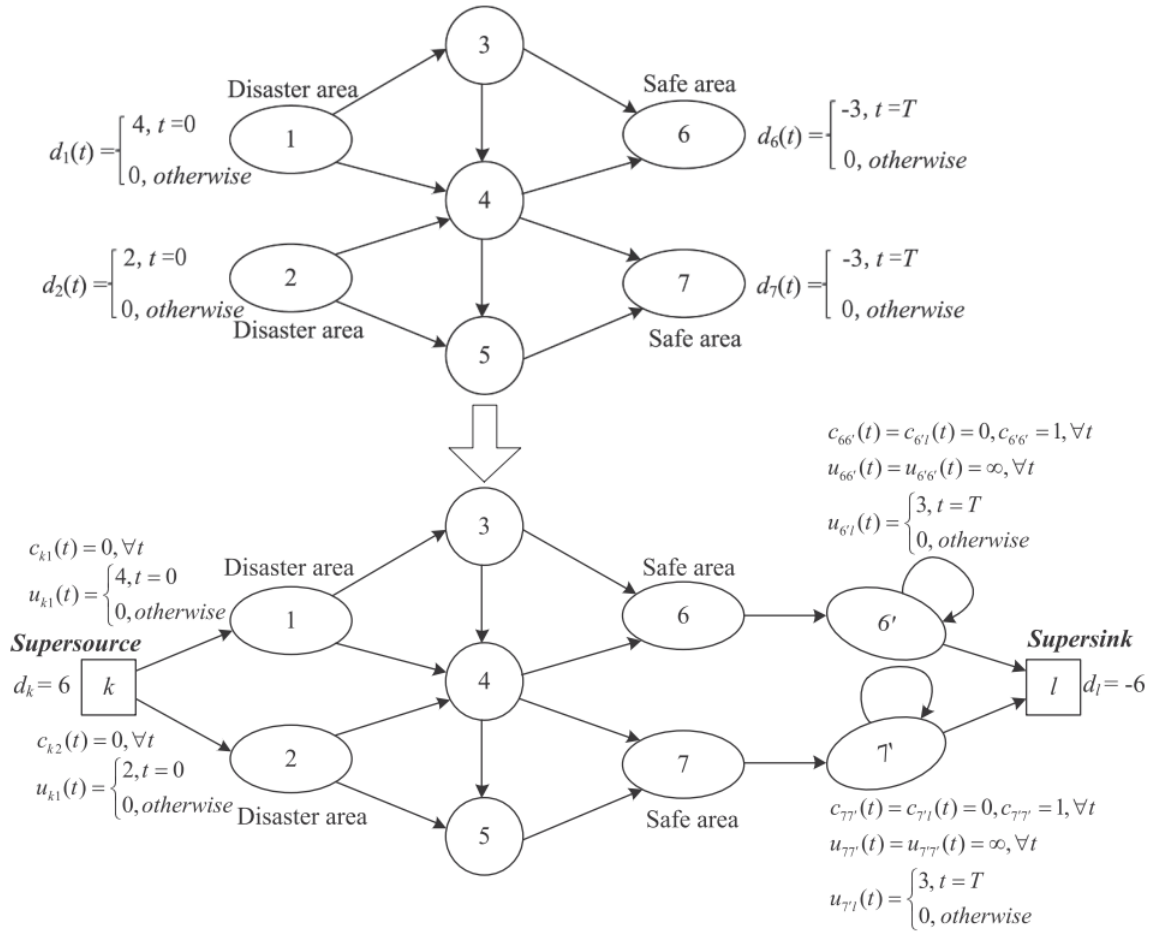 3
Disaster area
Safe area
d₁(t) = [ 4, t =0
0, otherwise
1
6
d₆(t) = [ -3, t =T
0, otherwise
4
d₂(t) = [ 2, t =0
0, otherwise
2
7
d₇(t) = [ -3, t =T
0, otherwise
Disaster area
Safe area
5
c₆₆'(t) = c₆'ₗ(t) = 0, c₆'₆' = 1, ∀t
u₆₆'(t) = u₆'₆'(t) = ∞, ∀t
u₆'ₗ(t) = { 3, t = T
0, otherwise
3
cₖ₁(t) = 0, ∀t
uₖ₁(t) = { 4, t = 0
0, otherwise
Disaster area
Safe area
1
6
6'
Supersource
Supersink
dₖ= 6
k
4
l
dₗ= -6
cₖ₂(t) = 0, ∀t
uₖ₁(t) = { 2, t = 0
0, otherwise
2
7
7'
Disaster area
Safe area
5
c₇₇'(t) = c₇'ₗ(t) = 0, c₇'₇' = 1, ∀t
u₇₇'(t) = u₇'₇'(t) = ∞, ∀t
u₇'ₗ(t) = { 3, t = T
0, otherwise